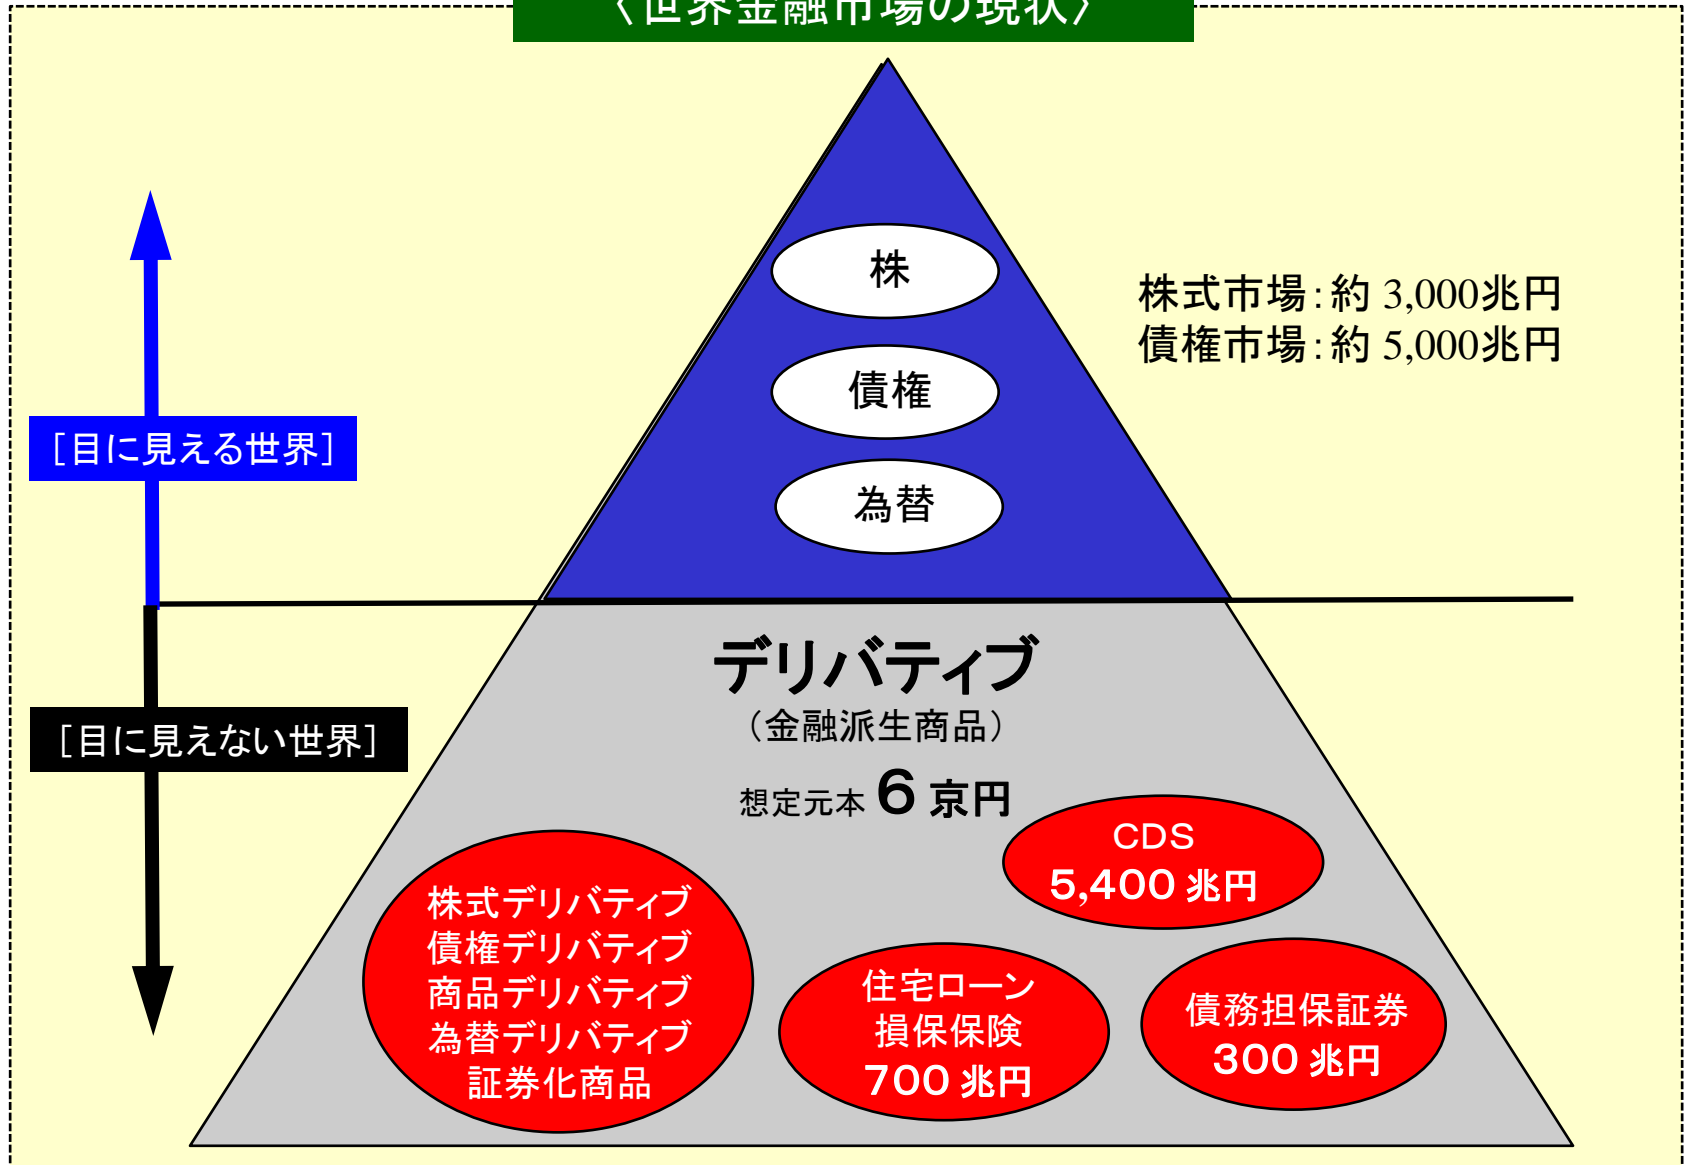 〈世界金融市場の現状〉
株
債権
為替
株式市場：約 3,000兆円
債権市場：約 5,000兆円
［目に見える世界］
［目に見えない世界］
デリバティブ
（金融派生商品）
想定元本 ６ 京円
CDS
5,400 兆円
株式デリバティブ
債権デリバティブ
商品デリバティブ
為替デリバティブ
証券化商品
住宅ローン
損保保険
700 兆円
債務担保証券
300 兆円